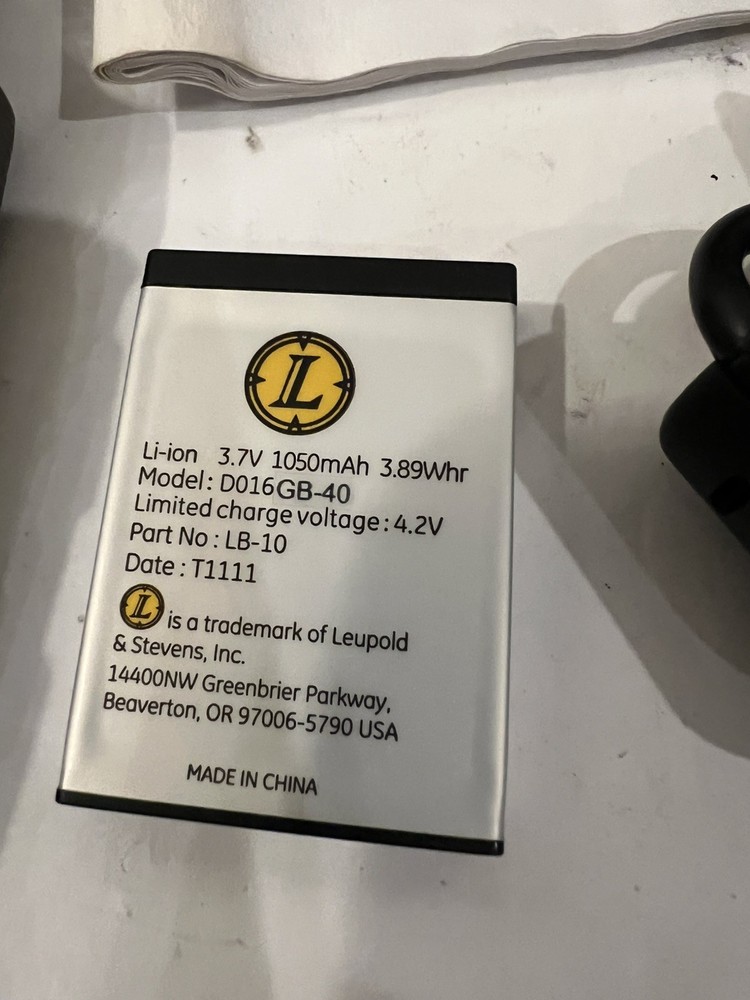 L
Li-ion 3.7V 1050mAh 3.89Whr
Model: D016GB-40
Limited charge voltage: 4.2V
Part No : LB-10
Date : T1111
L is a trademark of Leupold
& Stevens, Inc.
14400NW Greenbrier Parkway,
Beaverton, OR 97006-5790 USA
MADE IN CHINA